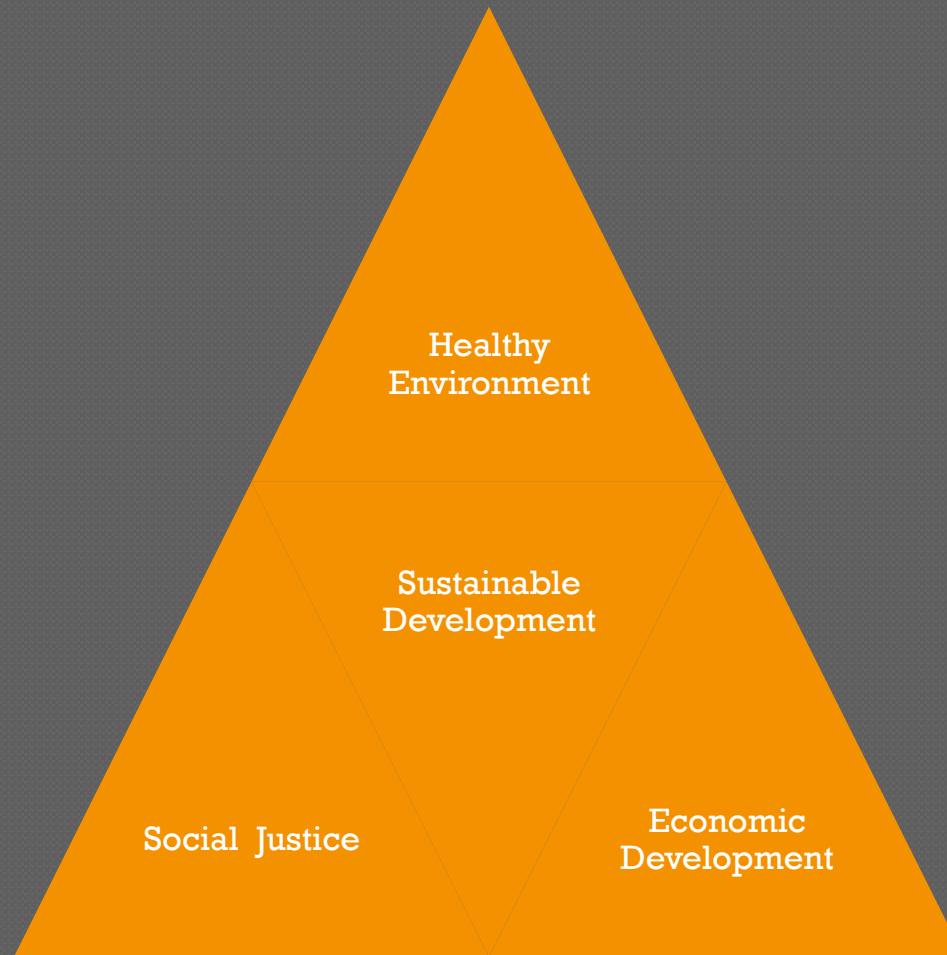 Healthy
Environment
Sustainable
Development
Social Justice
Economic
Development